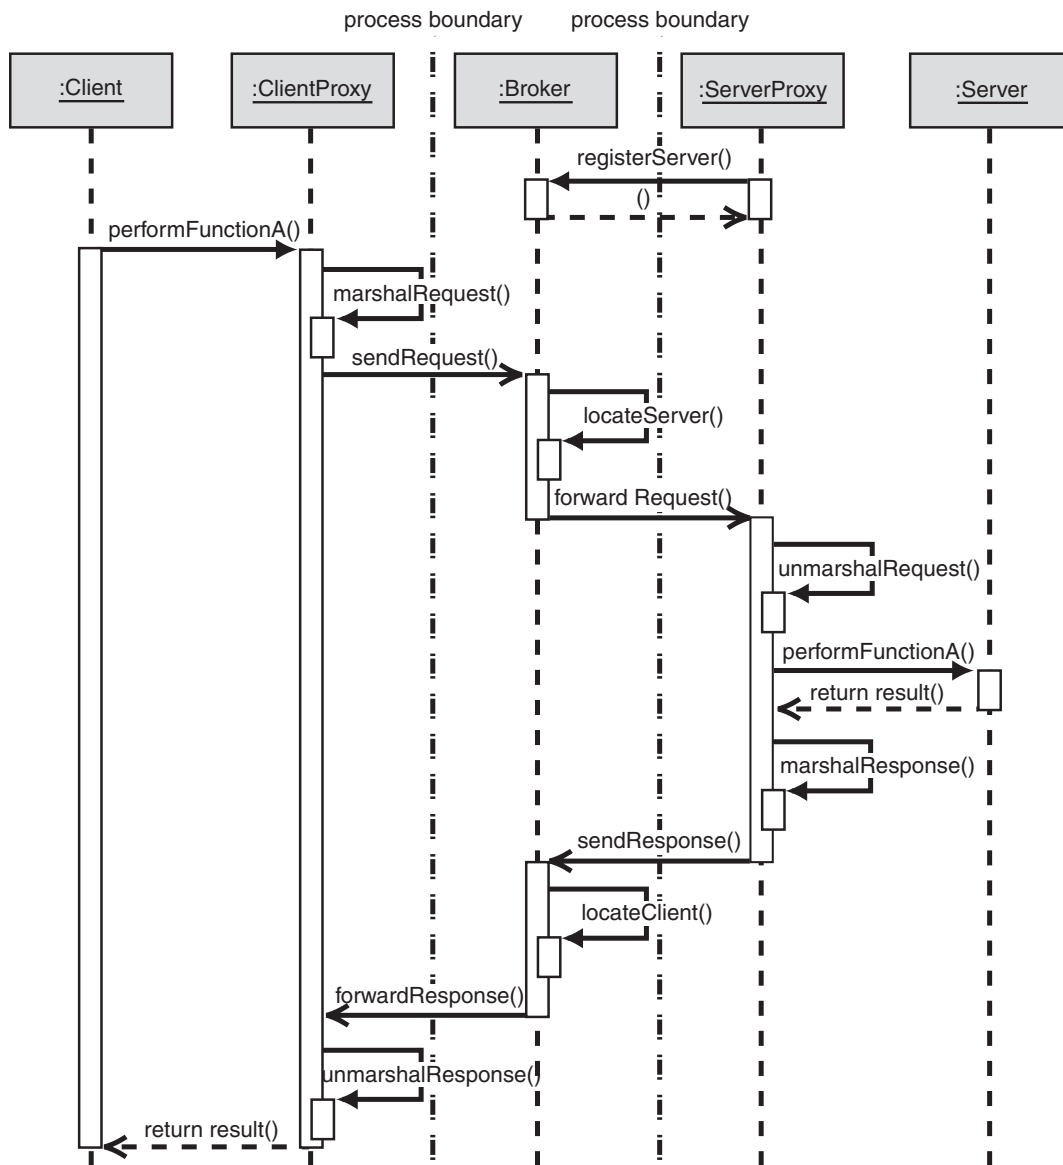 process boundary
process boundary
:Client
:ClientProxy
:Broker
:ServerProxy
:Server
registerServer()
()
performFunctionA()
marshalRequest()
sendRequest()
locateServer()
forward Request()
unmarshalRequest()
performFunctionA()
return result()
marshalResponse()
sendResponse()
locateClient()
forwardResponse()
unmarshalResponse()
return result()